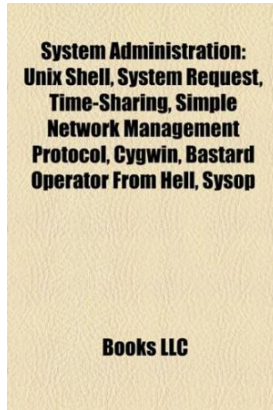 System Administration:
Unix Shell, System Request,
Time-Sharing, Simple
Network Management
Protocol, Cygwin, Bastard
Operator From Hell, Sysop
Books LLC